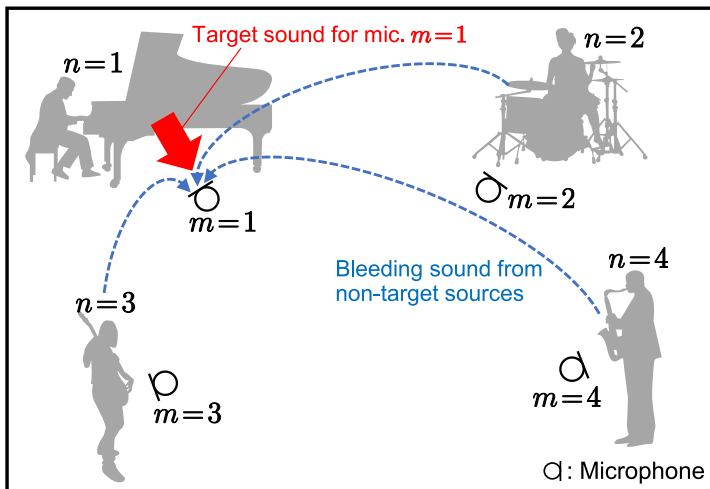 Target sound for mic. m=1
n=1
n=2
m=1
m=2
Bleeding sound from
non-target sources
n=3
n=4
m=3
m=4
: Microphone